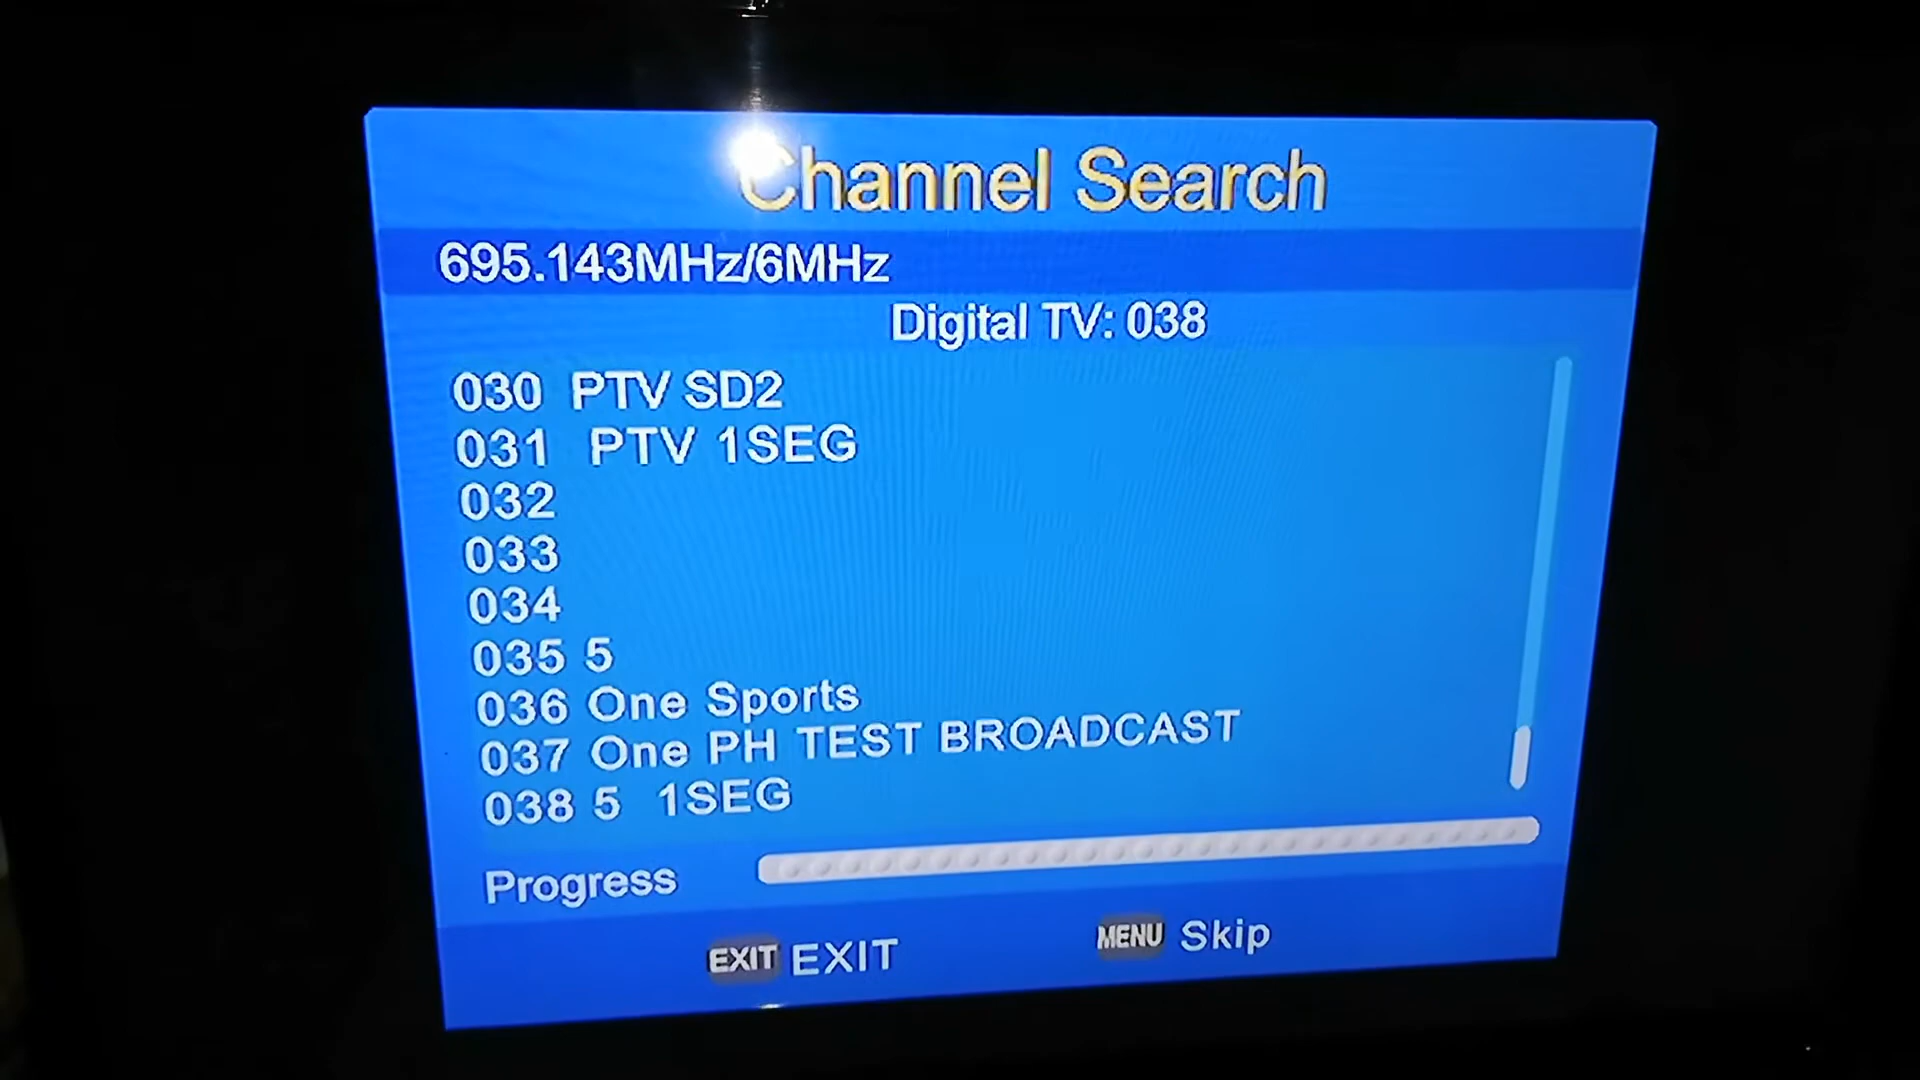 Channel Search
695.143MHz/6MHz
Digital TV: 038
030 PTV SD2
031 PTV 1SEG
032
033
034
035 5
036 One Sports
037 One PH TEST BROADCAST
038 5 1SEG
Progress
EXIT EXIT MENU Skip